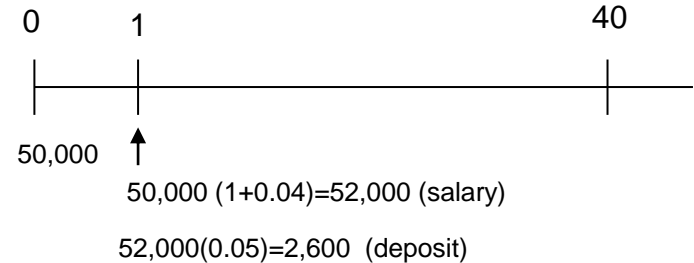 0 1 40
50,000
50,000 (1+0.04)=52,000 (salary)
52,000(0.05)=2,600 (deposit)